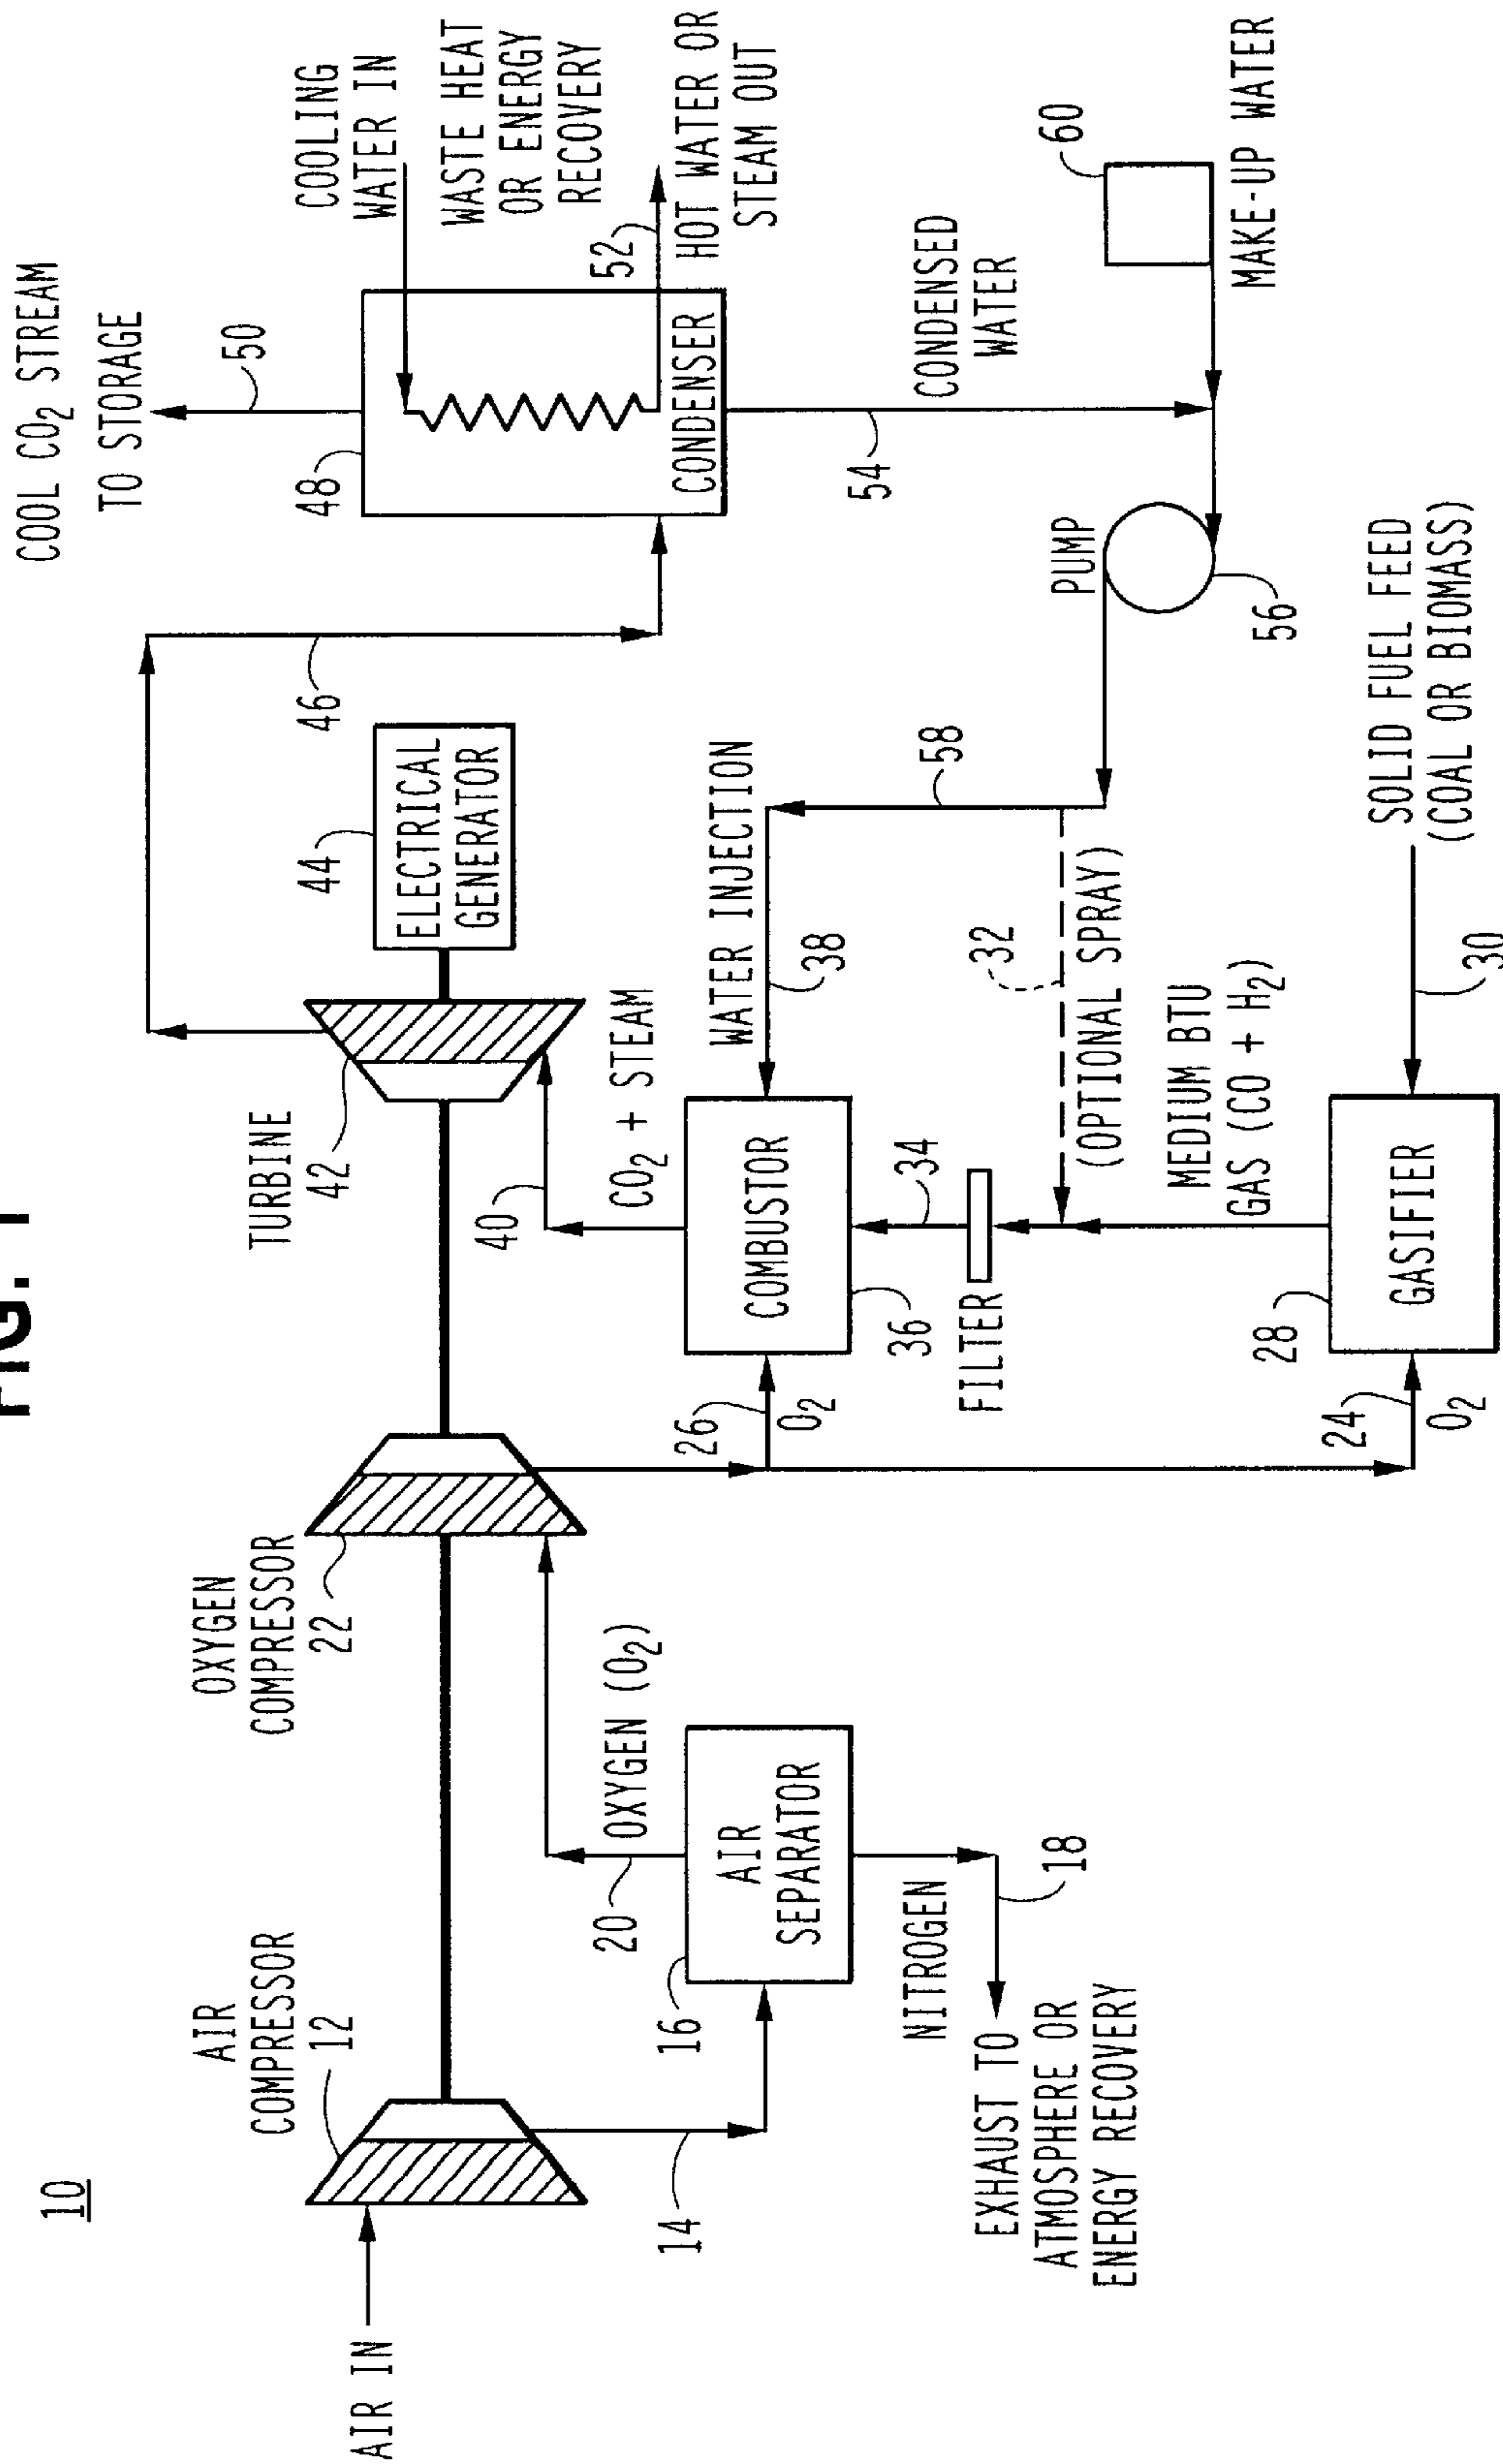 FIG. 1
10
AIR IN
AIR
COMPRESSOR
12
14
16
AIR
SEPARATOR
NITROGEN
18
EXHAUST TO
ATMOSPHERE OR
ENERGY RECOVERY
20
OXYGEN (O2)
OXYGEN
COMPRESSOR
22
26
O2
24
O2
28
GASIFIER
30
SOLID FUEL FEED
(COAL OR BIOMASS)
MEDIUM BTU
GAS (CO + H2)
32
(OPTIONAL SPRAY)
FILTER
34
36
COMBUSTOR
WATER INJECTION
38
40
CO2 + STEAM
TURBINE
42
44
ELECTRICAL
GENERATOR
46
48
CONDENSER
COOL CO2 STREAM
TO STORAGE
50
COOLING
WATER IN
WASTE HEAT
OR ENERGY
RECOVERY
52
HOT WATER OR
STEAM OUT
54
CONDENSED
WATER
PUMP
56
58
60
MAKE-UP WATER